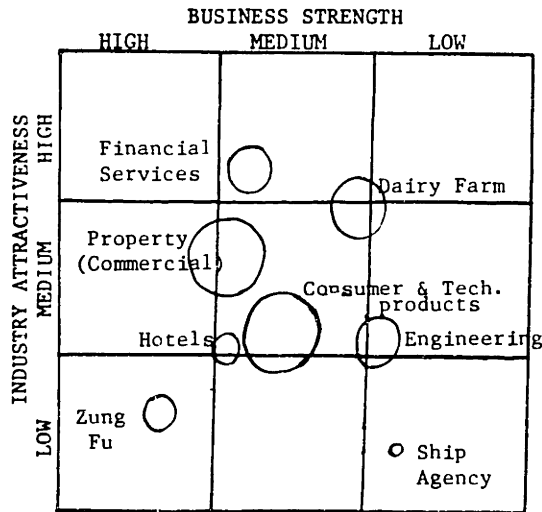 BUSINESS STRENGTH
HIGH MEDIUM LOW
INDUSTRY ATTRACTIVENESS
HIGH
MEDIUM
LOW
Financial
Services
Dairy Farm
Property
(Commercial)
Consumer & Tech.
products
Hotels
Engineering
Zung
Fu
Ship
Agency